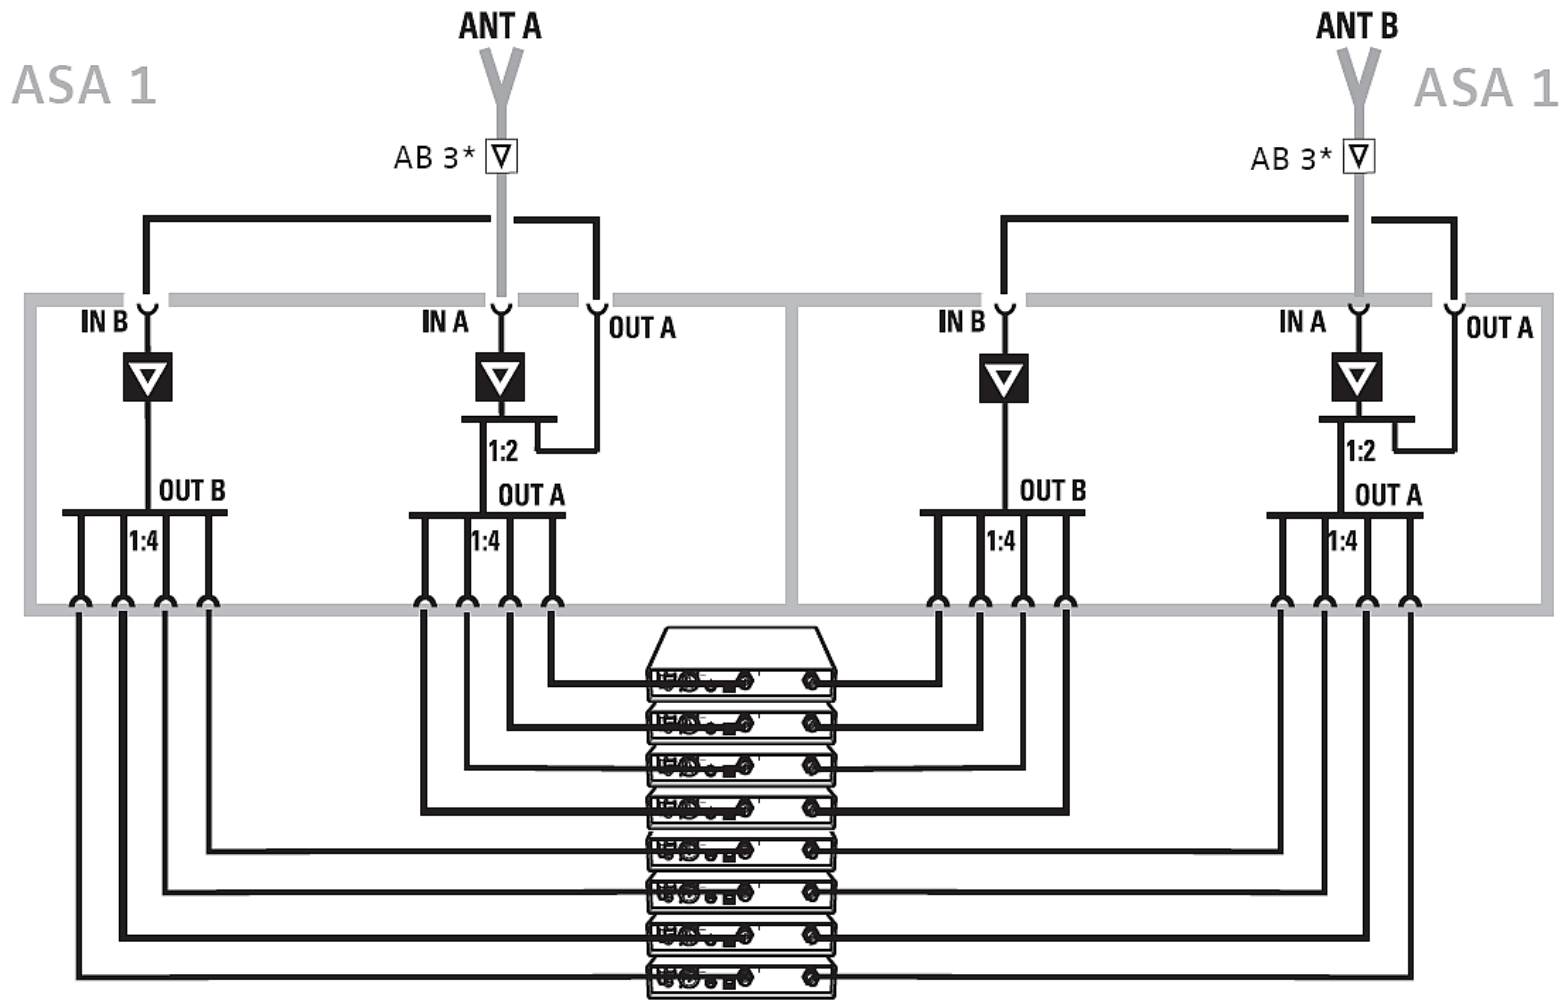 ANT A
ANT B
ASA 1
ASA 1
AB 3*
AB 3*
IN B
IN A
OUT A
IN B
IN A
OUT A
1:2
1:2
OUT B
OUT A
OUT B
OUT A
1:4
1:4
1:4
1:4